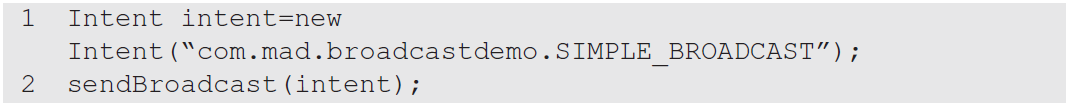 1 Intent intent=new
Intent(“com.mad.broadcastdemo.SIMPLE_BROADCAST”);
2 sendBroadcast(intent);